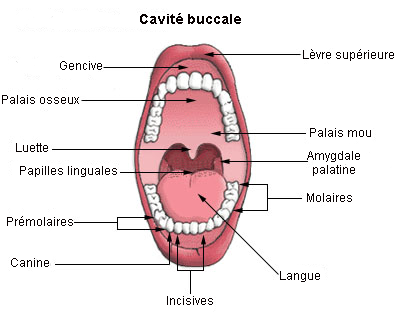 Cavité buccale
Lèvre supérieure
Gencive
Palais osseux
Palais mou
Luette
Amygdale
palatine
Papilles linguales
Molaires
Prémolaires
Canine
Langue
Incisives